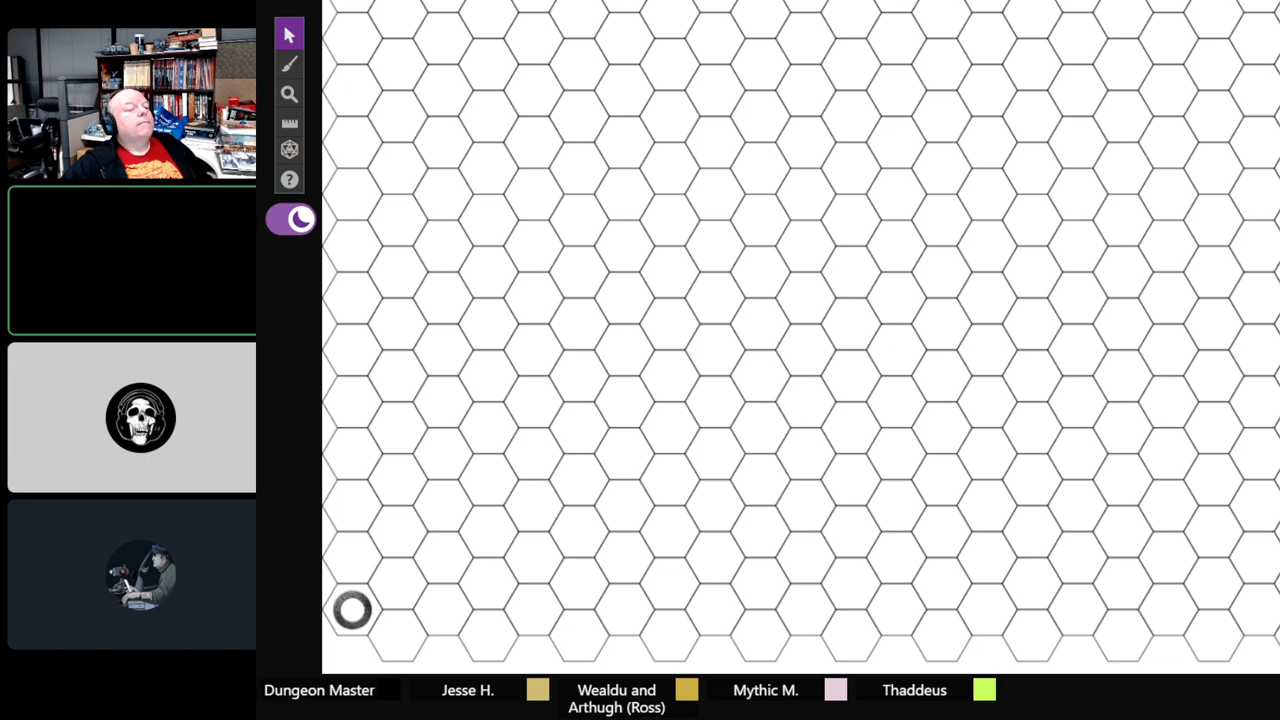 ?
Dungeon Master
Jesse H.
Wealdu and
Arthugh (Ross)
Mythic M.
Thaddeus